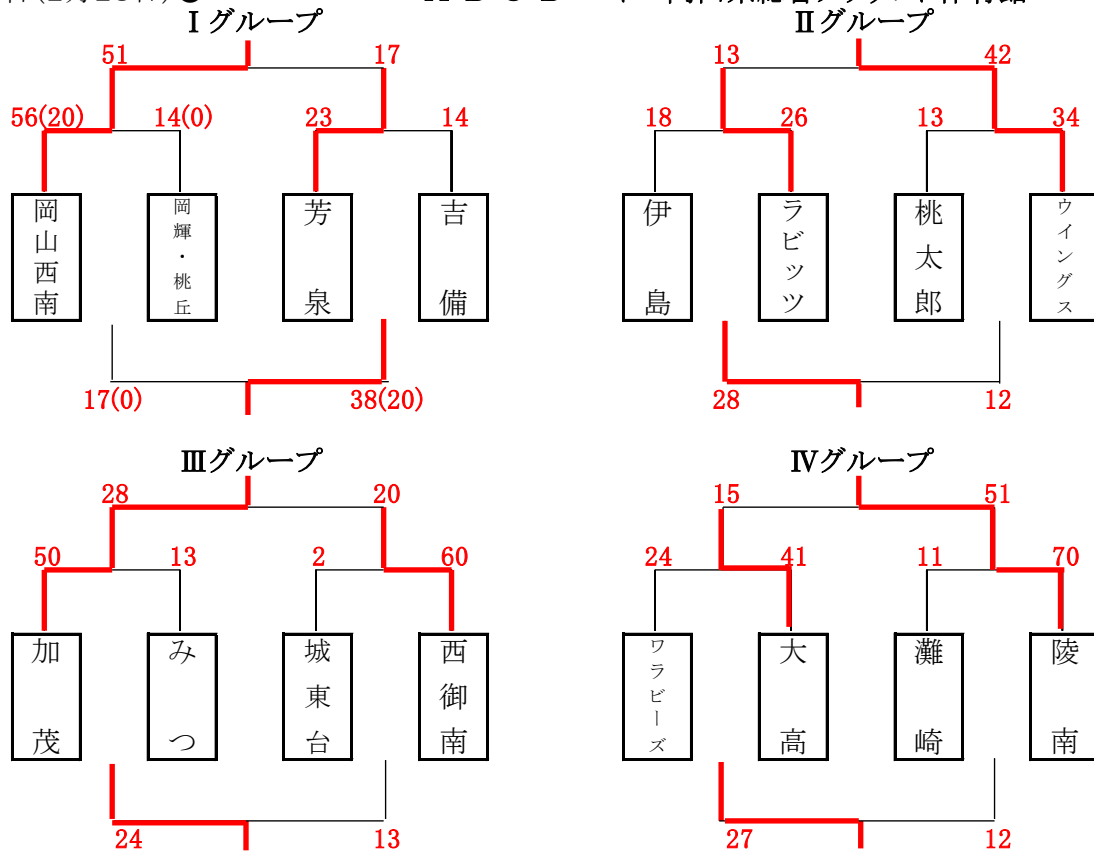 Ⅰグループ
51 17
56(20) 14(0) 23 14
岡山西南
岡輝・桃丘
芳泉
吉備
17(0) 38(20)
Ⅱグループ
13 42
18 26 13 34
伊島
ラビッツ
桃太郎
ウイングス
28 12
Ⅲグループ
28 20
50 13 2 60
加茂
みつ
城東台
西御南
24 13
Ⅳグループ
15 51
24 41 11 70
ワラビーズ
大高
灘崎
陵南
27 12